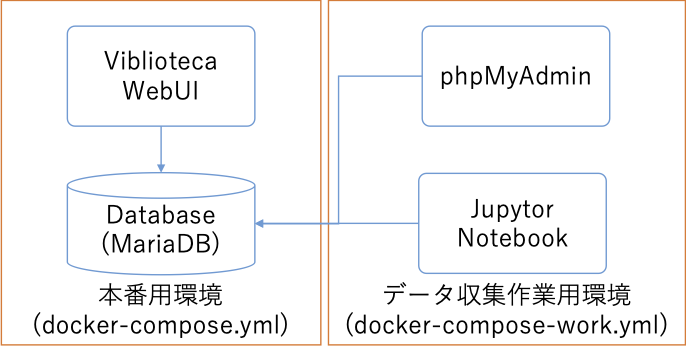 Viblioteca
WebUI
Database
(MariaDB)
本番用環境
(docker-compose.yml)
phpMyAdmin
Jupytor
Notebook
データ収集作業用環境
(docker-compose-work.yml)